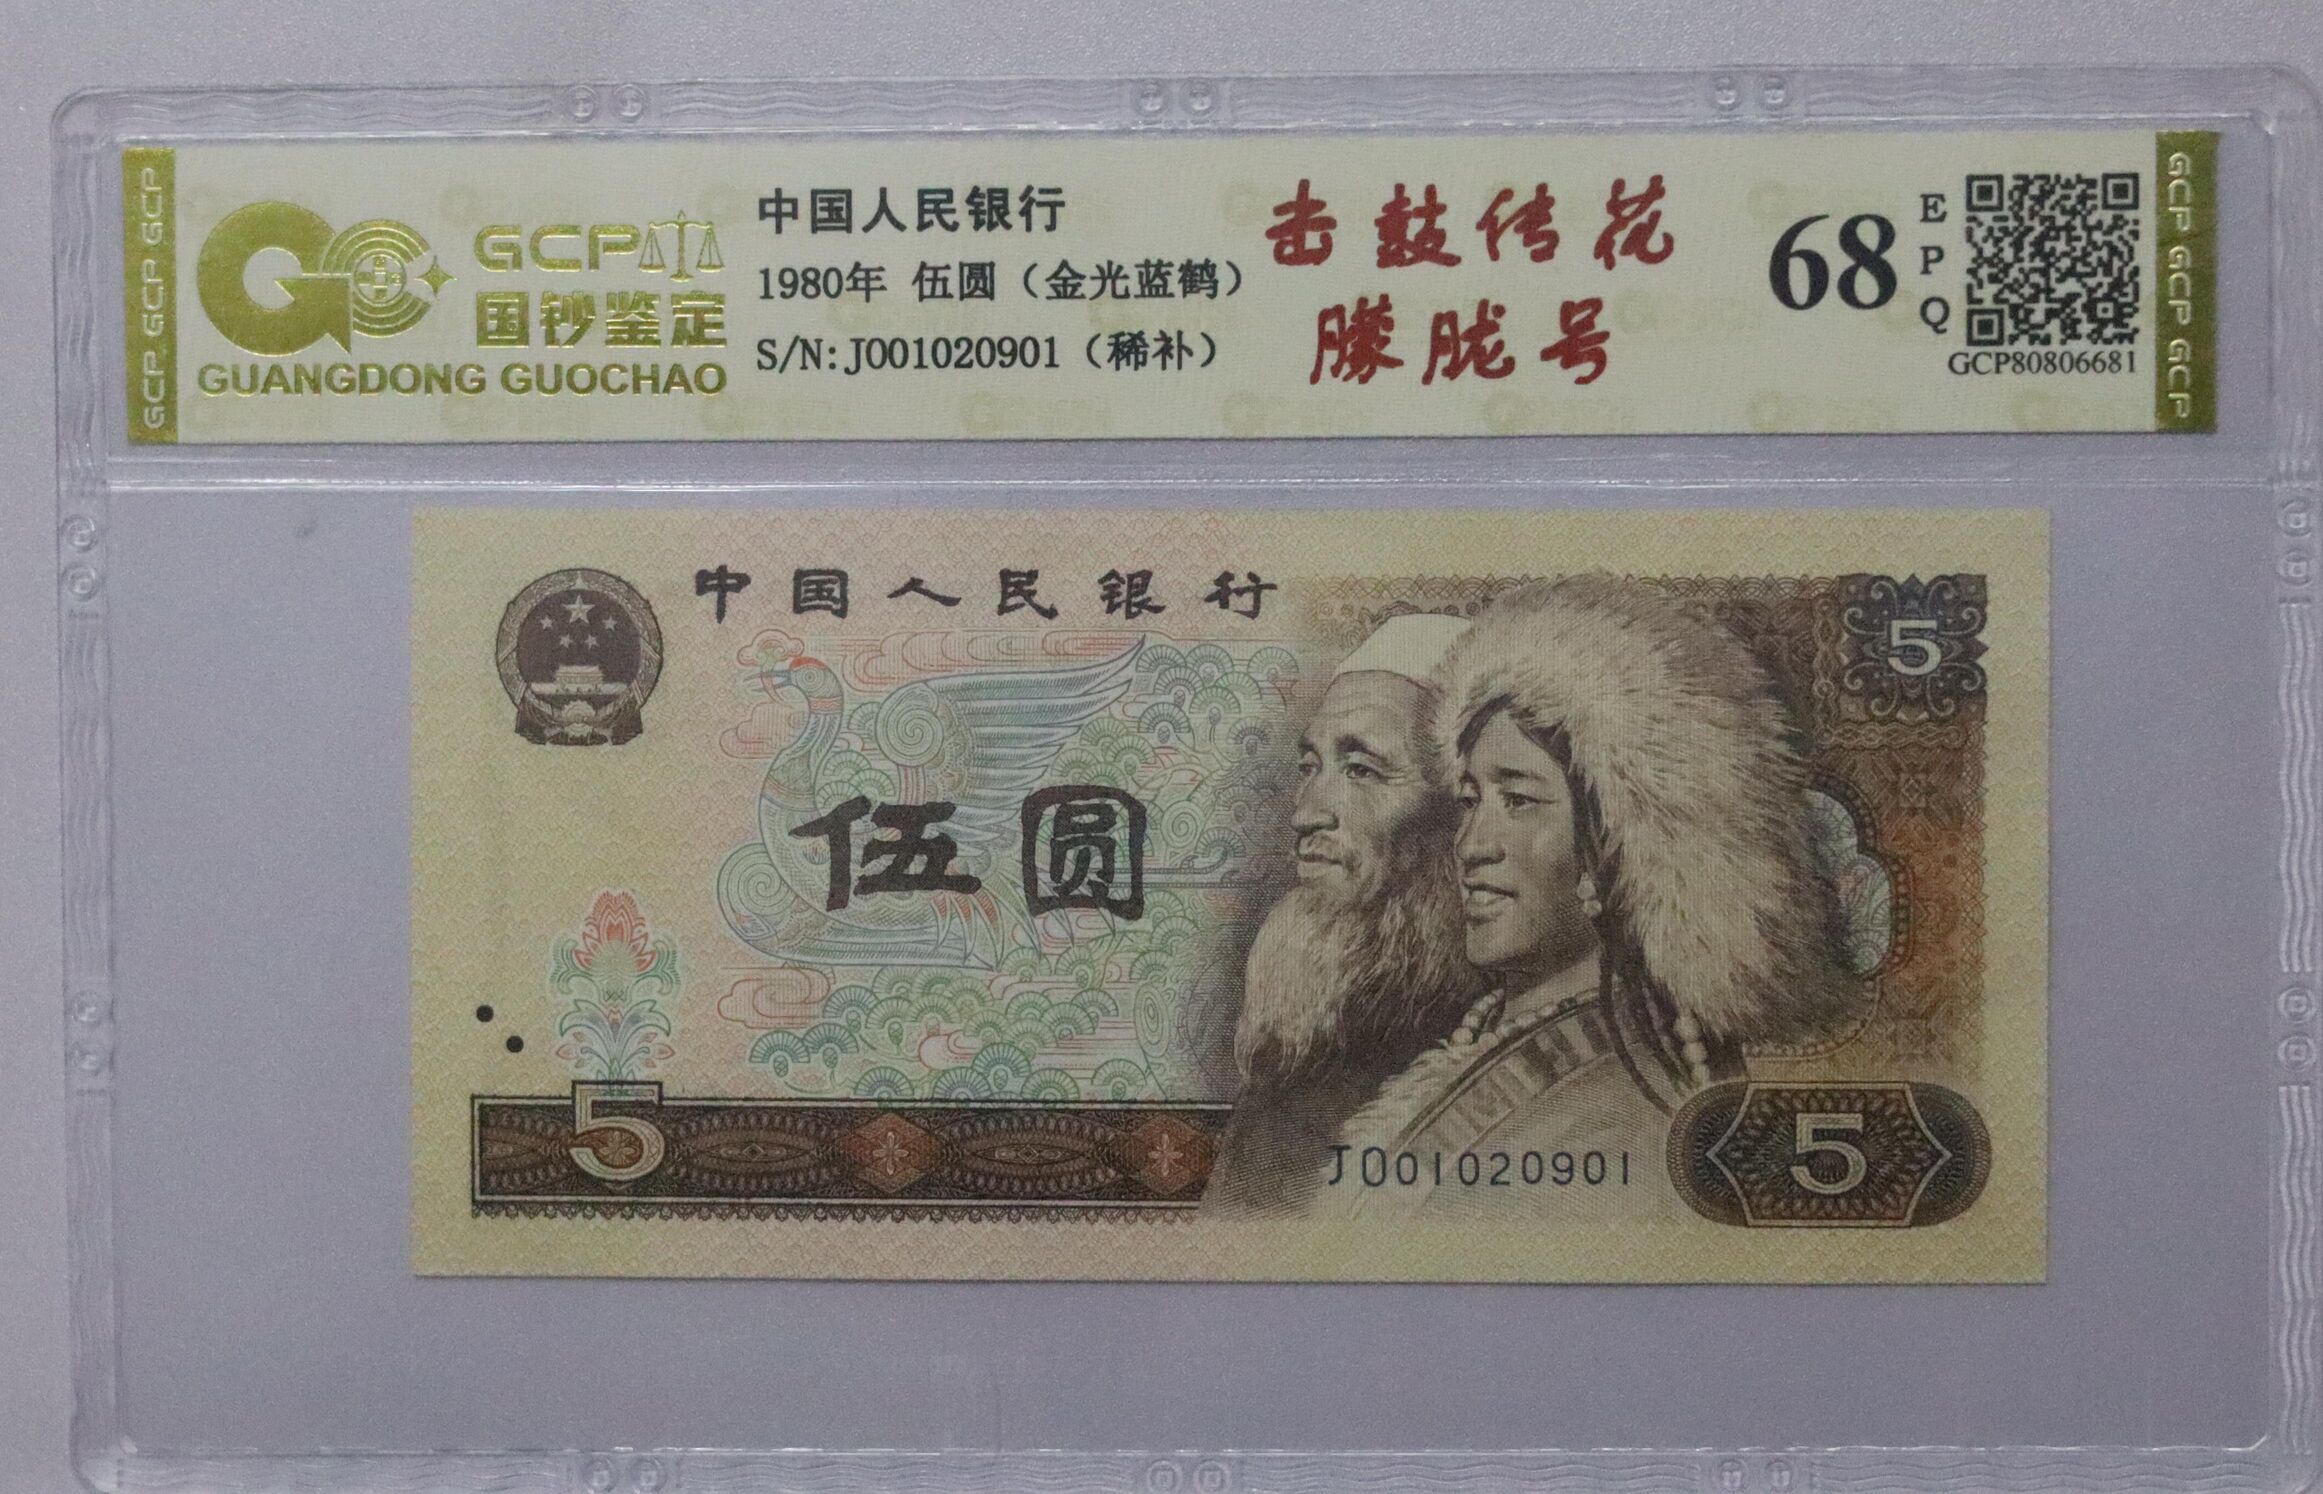 GCP GCP GCP GCP
GCP
国钞鉴定
GUANGDONG GUOCHAO
中国人民银行
1980年 伍圆（金光蓝鹤）
S/N:J001020901（稀补）
击鼓传花
朦胧号
68
E
P
Q
GCP80806681
GCP GCP GCP GCP
中国人民银行
5
伍圆
5
J001020901
5